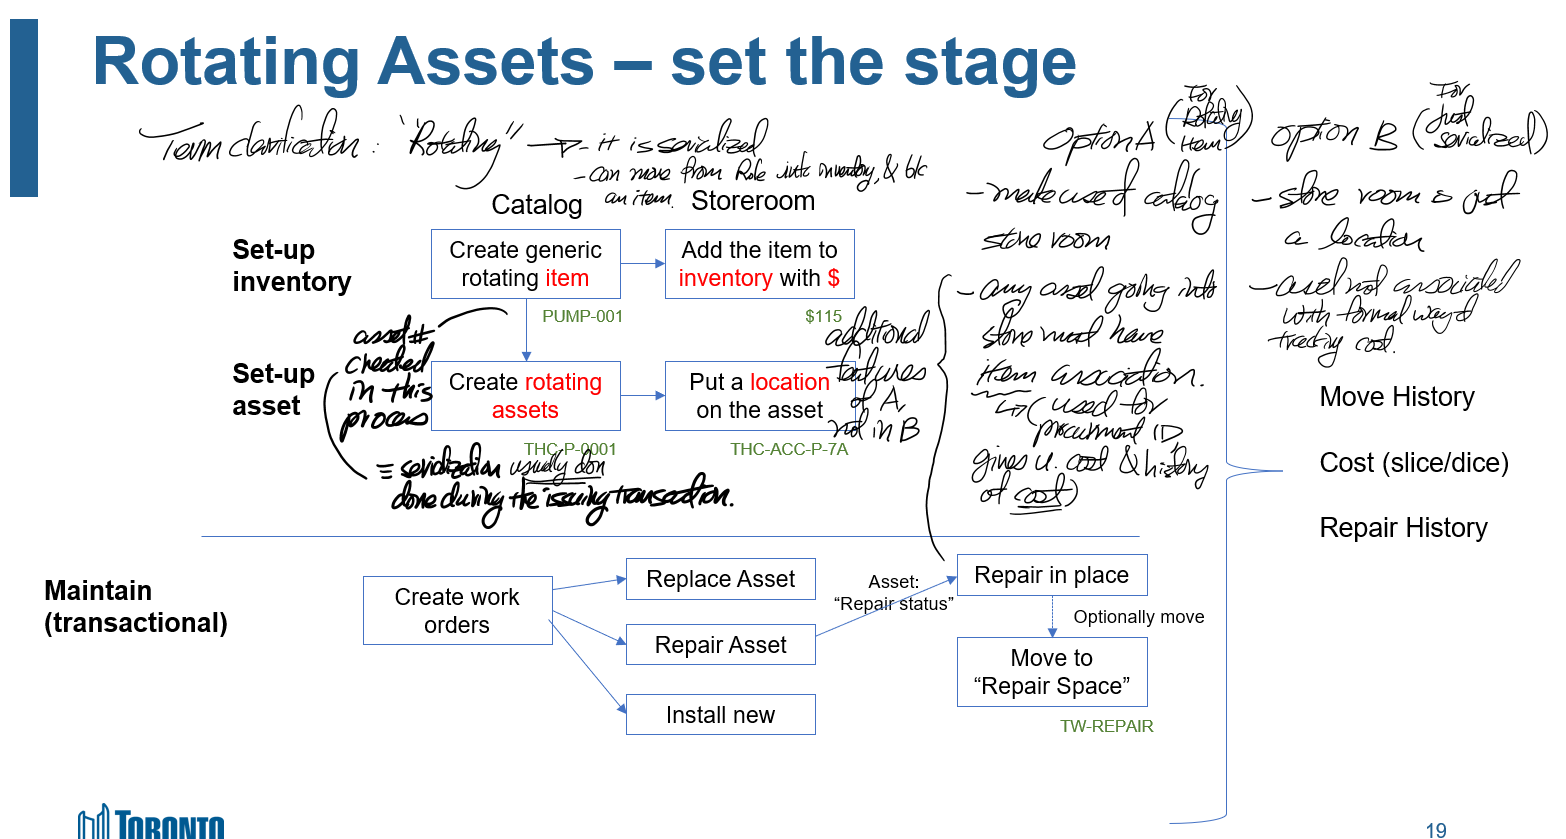 Rotating Assets – set the stage
Term clarification : "Rotating" → - it is serialized
- can move from Role into inventory, & b/c
an item.
Option A (For Rotating Item)
- make use of catalog
store room
- any asset going into
store must have
item association.
↳ (used for
procurement ID,
gives u. cost & history
of cost)
Option B (For Just serialized)
- store room is just
a location
- asset not associated
with formal way of
tracking cost.
Catalog
Storeroom
Set-up
inventory
Create generic
rotating item
PUMP-001
Add the item to
inventory with $
$115
asset #
created
in this
process
additional
features
of A,
not in B
Set-up
asset
Create rotating
assets
THC-P-0001
Put a location
on the asset
THC-ACC-P-7A
≡ serialization usually don
done during the issuing transaction.
Move History
Cost (slice/dice)
Repair History
Maintain
(transactional)
Create work
orders
Replace Asset
Repair Asset
Install new
Asset:
“Repair status”
Repair in place
Optionally move
Move to
“Repair Space”
TW-REPAIR
TORONTO
19